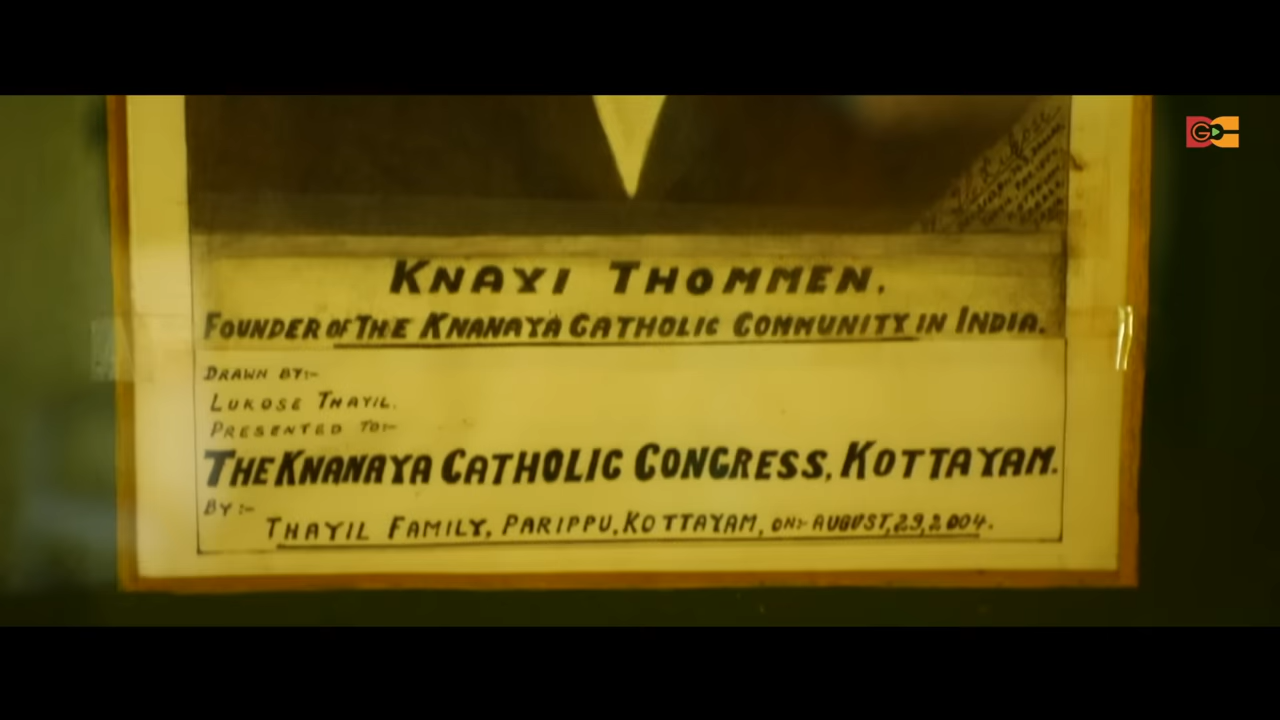 KNAYI THOMMEN.
FOUNDER OF THE KNANAYA CATHOLIC COMMUNITY IN INDIA.
DRAWN BY:-
LUKOSE THAYIL.
PRESENTED TO:-
THE KNANAYA CATHOLIC CONGRESS, KOTTAYAM.
BY:-
THAYIL FAMILY, PARIPPU, KOTTAYAM, ON:- AUGUST, 29, 2004.